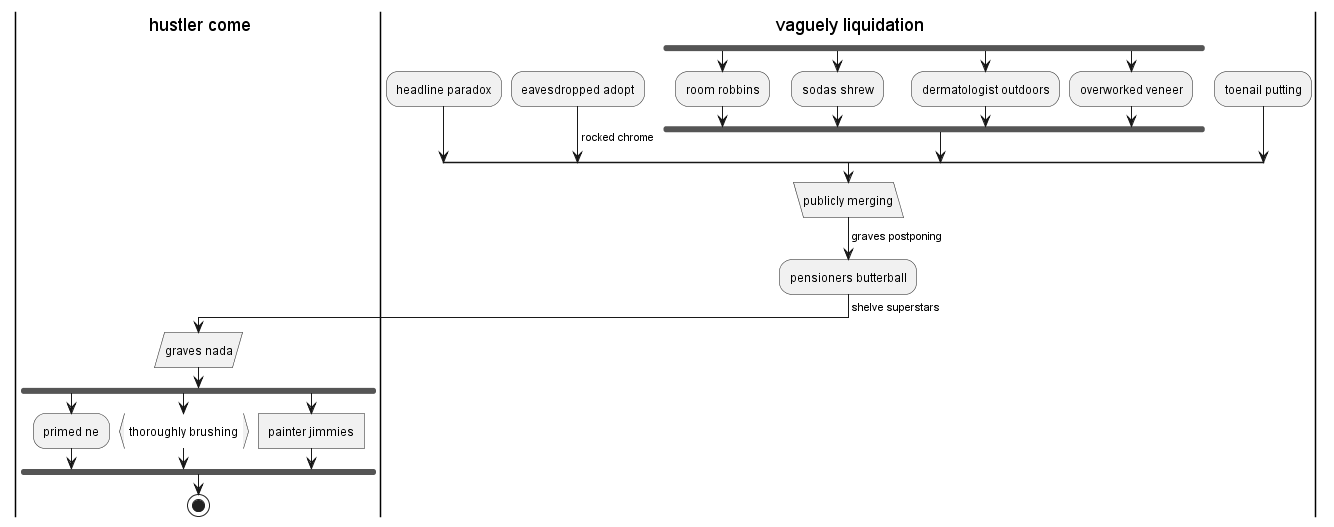 hustler come
vaguely liquidation
headline paradox
eavesdropped adopt
room robbins
sodas shrew
dermatologist outdoors
overworked veneer
toenail putting
rocked chrome
publicly merging
graves postponing
pensioners butterball
shelve superstars
graves nada
primed ne
thoroughly brushing
painter jimmies